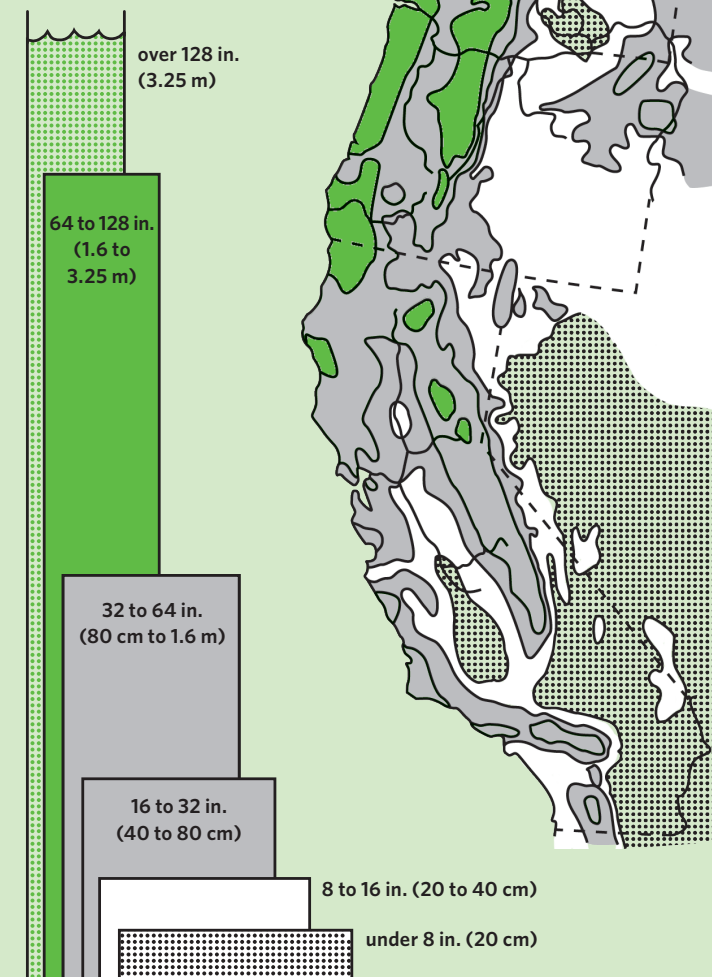 over 128 in.
(3.25 m)
64 to 128 in.
(1.6 to
3.25 m)
32 to 64 in.
(80 cm to 1.6 m)
16 to 32 in.
(40 to 80 cm)
8 to 16 in. (20 to 40 cm)
under 8 in. (20 cm)